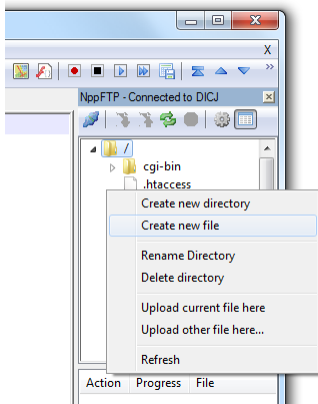 X
»
NppFTP - Connected to DICJ
/
cgi-bin
.htaccess
Create new directory
Create new file
Rename Directory
Delete directory
Upload current file here
Upload other file here...
Refresh
Action Progress File